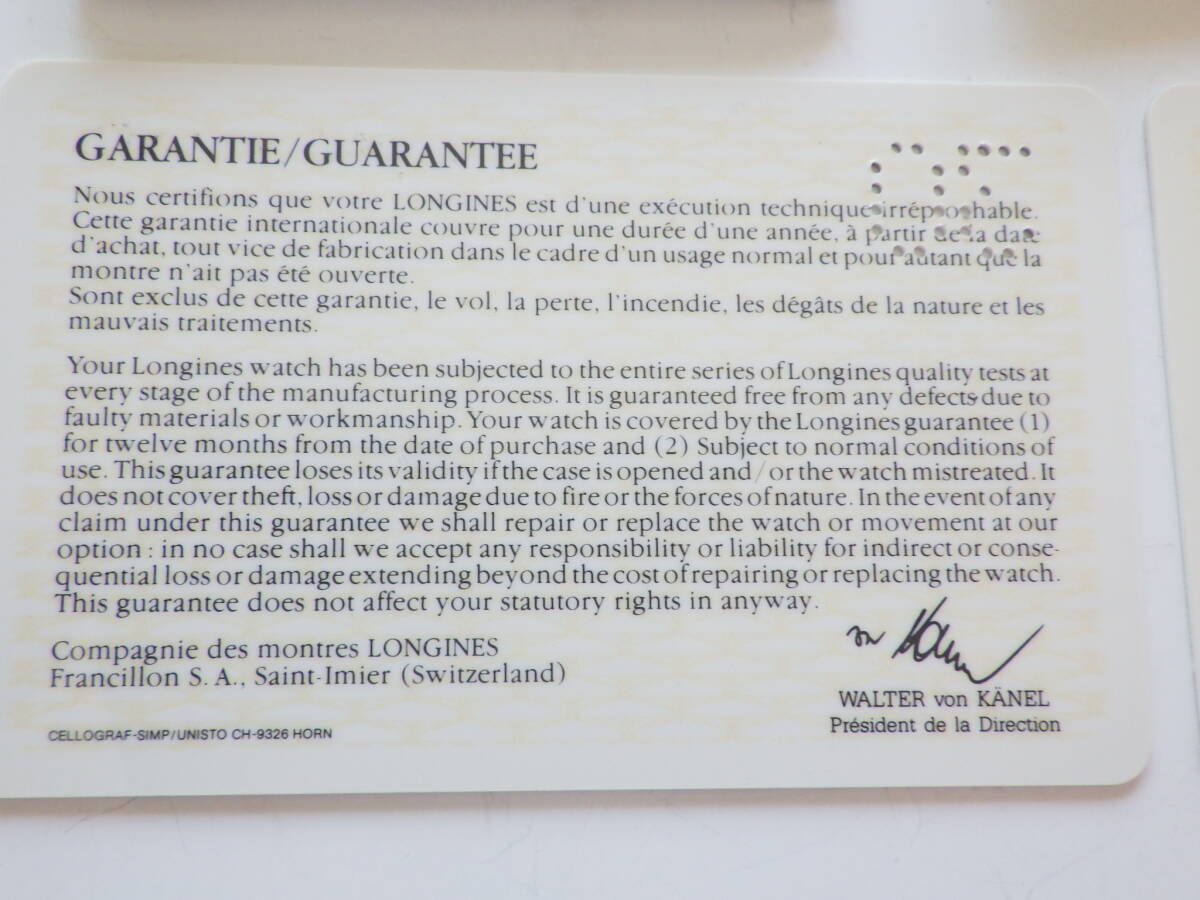 GARANTIE/GUARANTEE
Nous certifions que votre LONGINES est d'une exécution technique irréprochable.
Cette garantie internationale couvre pour une durée d'une année, à partir de la date
d'achat, tout vice de fabrication dans le cadre d'un usage normal et pour autant que la
montre n'ait pas été ouverte.
Sont exclus de cette garantie, le vol, la perte, l'incendie, les dégâts de la nature et les
mauvais traitements.
Your Longines watch has been subjected to the entire series of Longines quality tests at
every stage of the manufacturing process. It is guaranteed free from any defects due to
faulty materials or workmanship. Your watch is covered by the Longines guarantee (1)
for twelve months from the date of purchase and (2) Subject to normal conditions of
use. This guarantee loses its validity if the case is opened and/or the watch mistreated. It
does not cover theft, loss or damage due to fire or the forces of nature. In the event of any
claim under this guarantee we shall repair or replace the watch or movement at our
option : in no case shall we accept any responsibility or liability for indirect or conse-
quential loss or damage extending beyond the cost of repairing or replacing the watch.
This guarantee does not affect your statutory rights in anyway.
Compagnie des montres LONGINES
Francillon S. A., Saint-Imier (Switzerland)
WALTER von KÄNEL
Président de la Direction
CELLOGRAF-SIMP/UNISTO CH-9326 HORN